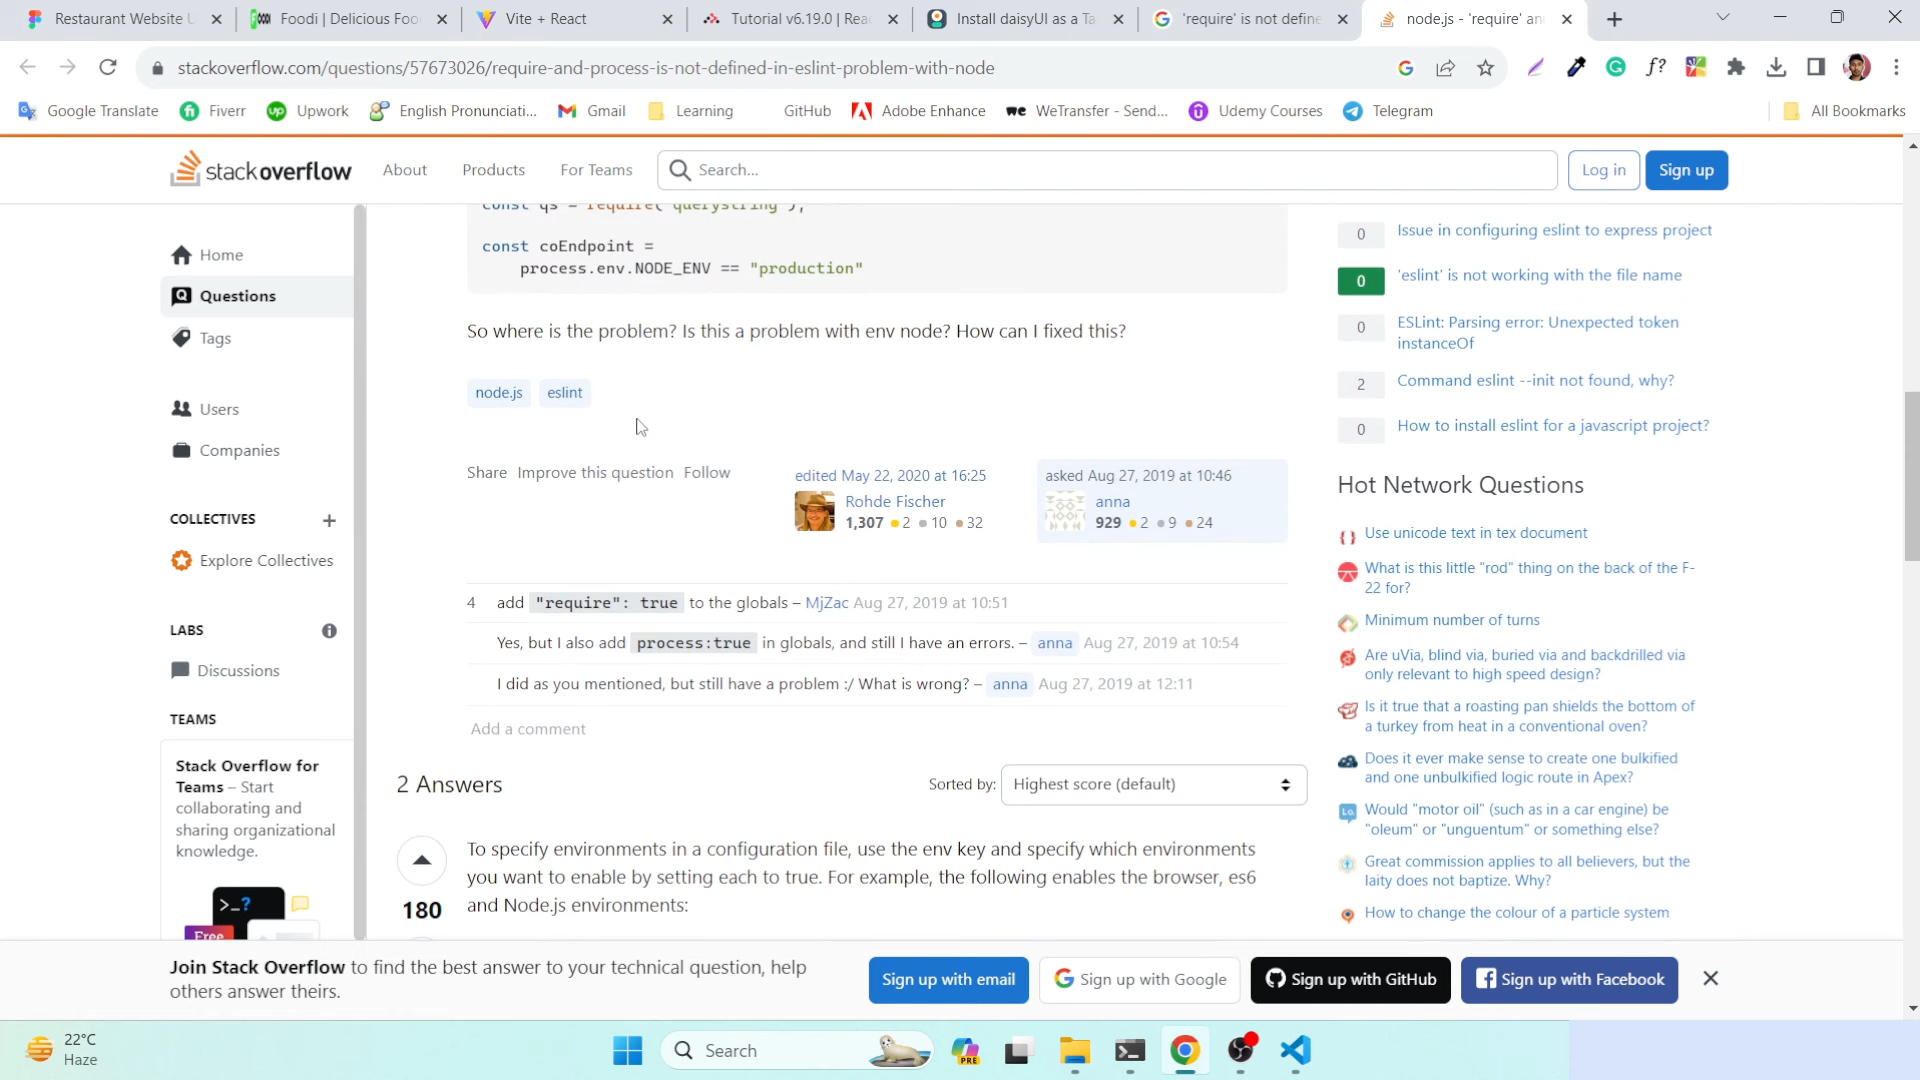 Restaurant Website U
Foodi | Delicious Foo
Vite + React
Tutorial v6.19.0 | Rea
Install daisyUI as a Ta
'require' is not define
node.js - 'require' an
stackoverflow.com/questions/57673026/require-and-process-is-not-defined-in-eslint-problem-with-node
Google Translate
Fiverr
Upwork
English Pronunciati...
Gmail
Learning
GitHub
Adobe Enhance
WeTransfer - Send...
Udemy Courses
Telegram
All Bookmarks
stackoverflow
About
Products
For Teams
Search...
Log in
Sign up
Home
Questions
Tags
Users
Companies
COLLECTIVES
Explore Collectives
LABS
Discussions
TEAMS
Stack Overflow for
Teams – Start
collaborating and
sharing organizational
knowledge.
>_?
Free
const qs = require("querystring");
const coEndpoint =
process.env.NODE_ENV == "production"
So where is the problem? Is this a problem with env node? How can I fixed this?
node.js eslint
Share Improve this question Follow
edited May 22, 2020 at 16:25
Rohde Fischer
1,307 2 10 32
asked Aug 27, 2019 at 10:46
anna
929 2 9 24
4 add "require": true to the globals – MjZac Aug 27, 2019 at 10:51
Yes, but I also add process:true in globals, and still I have an errors. – anna Aug 27, 2019 at 10:54
I did as you mentioned, but still have a problem :/ What is wrong? – anna Aug 27, 2019 at 12:11
Add a comment
2 Answers
Sorted by: Highest score (default)
180
To specify environments in a configuration file, use the env key and specify which environments
you want to enable by setting each to true. For example, the following enables the browser, es6
and Node.js environments:
0 Issue in configuring eslint to express project
0 'eslint' is not working with the file name
0 ESLint: Parsing error: Unexpected token
instanceOf
2 Command eslint --init not found, why?
0 How to install eslint for a javascript project?
Hot Network Questions
Use unicode text in tex document
What is this little "rod" thing on the back of the F-
22 for?
Minimum number of turns
Are uVia, blind via, buried via and backdrilled via
only relevant to high speed design?
Is it true that a roasting pan shields the bottom of
a turkey from heat in a conventional oven?
Does it ever make sense to create one bulkified
and one unbulkified logic route in Apex?
Would "motor oil" (such as in a car engine) be
"oleum" or "unguentum" or something else?
Great commission applies to all believers, but the
laity does not baptize. Why?
How to change the colour of a particle system
Join Stack Overflow to find the best answer to your technical question, help
others answer theirs.
Sign up with email
Sign up with Google
Sign up with GitHub
Sign up with Facebook
22°C
Haze
Search
PRE